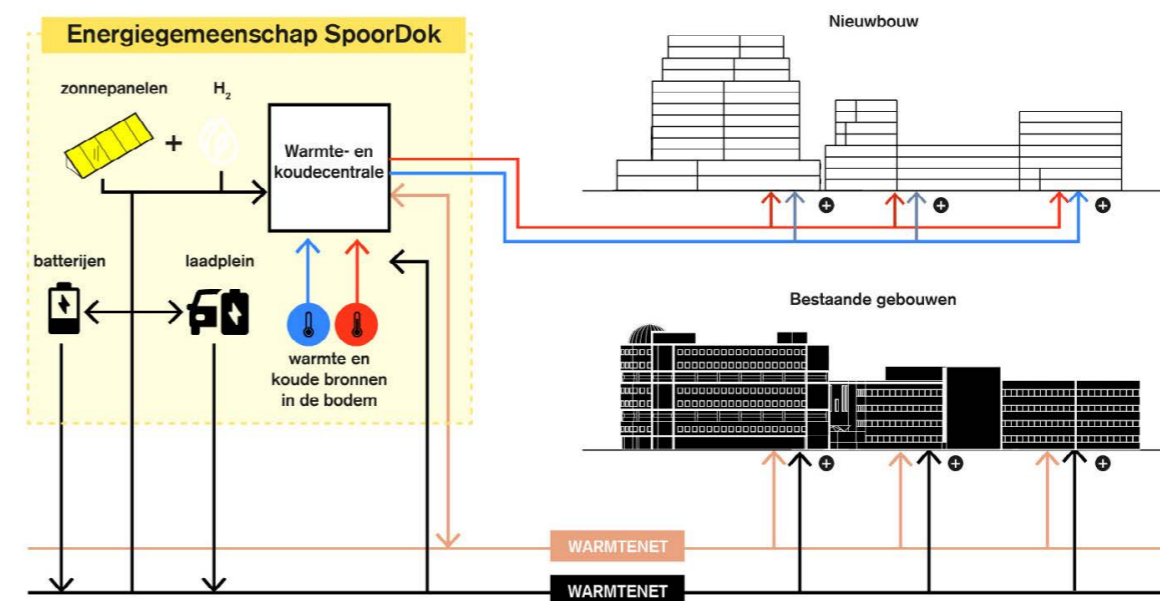 Energiegemeenschap SpoorDok
Nieuwbouw
zonnepanelen
H₂
+
Warmte- en
koudecentrale
+
+
+
batterijen
laadplein
warmte en
koude bronnen
in de bodem
Bestaande gebouwen
+
+
+
WARMTENET
WARMTENET